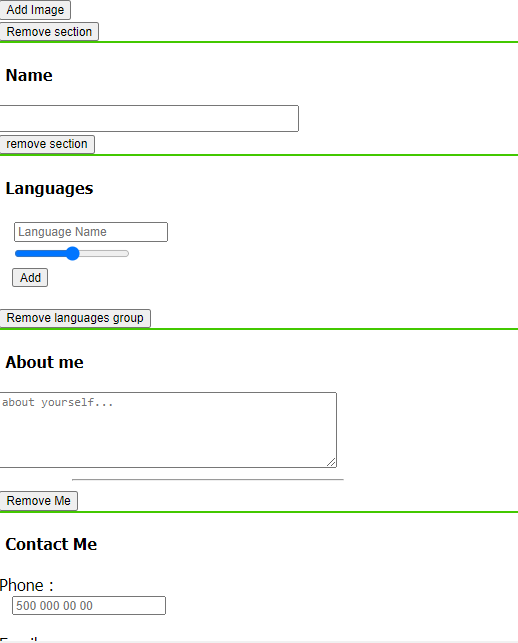 Add Image
Remove section
Name
remove section
Languages
Language Name
Add
Remove languages group
About me
about yourself...
Remove Me
Contact Me
Phone :
500 000 00 00